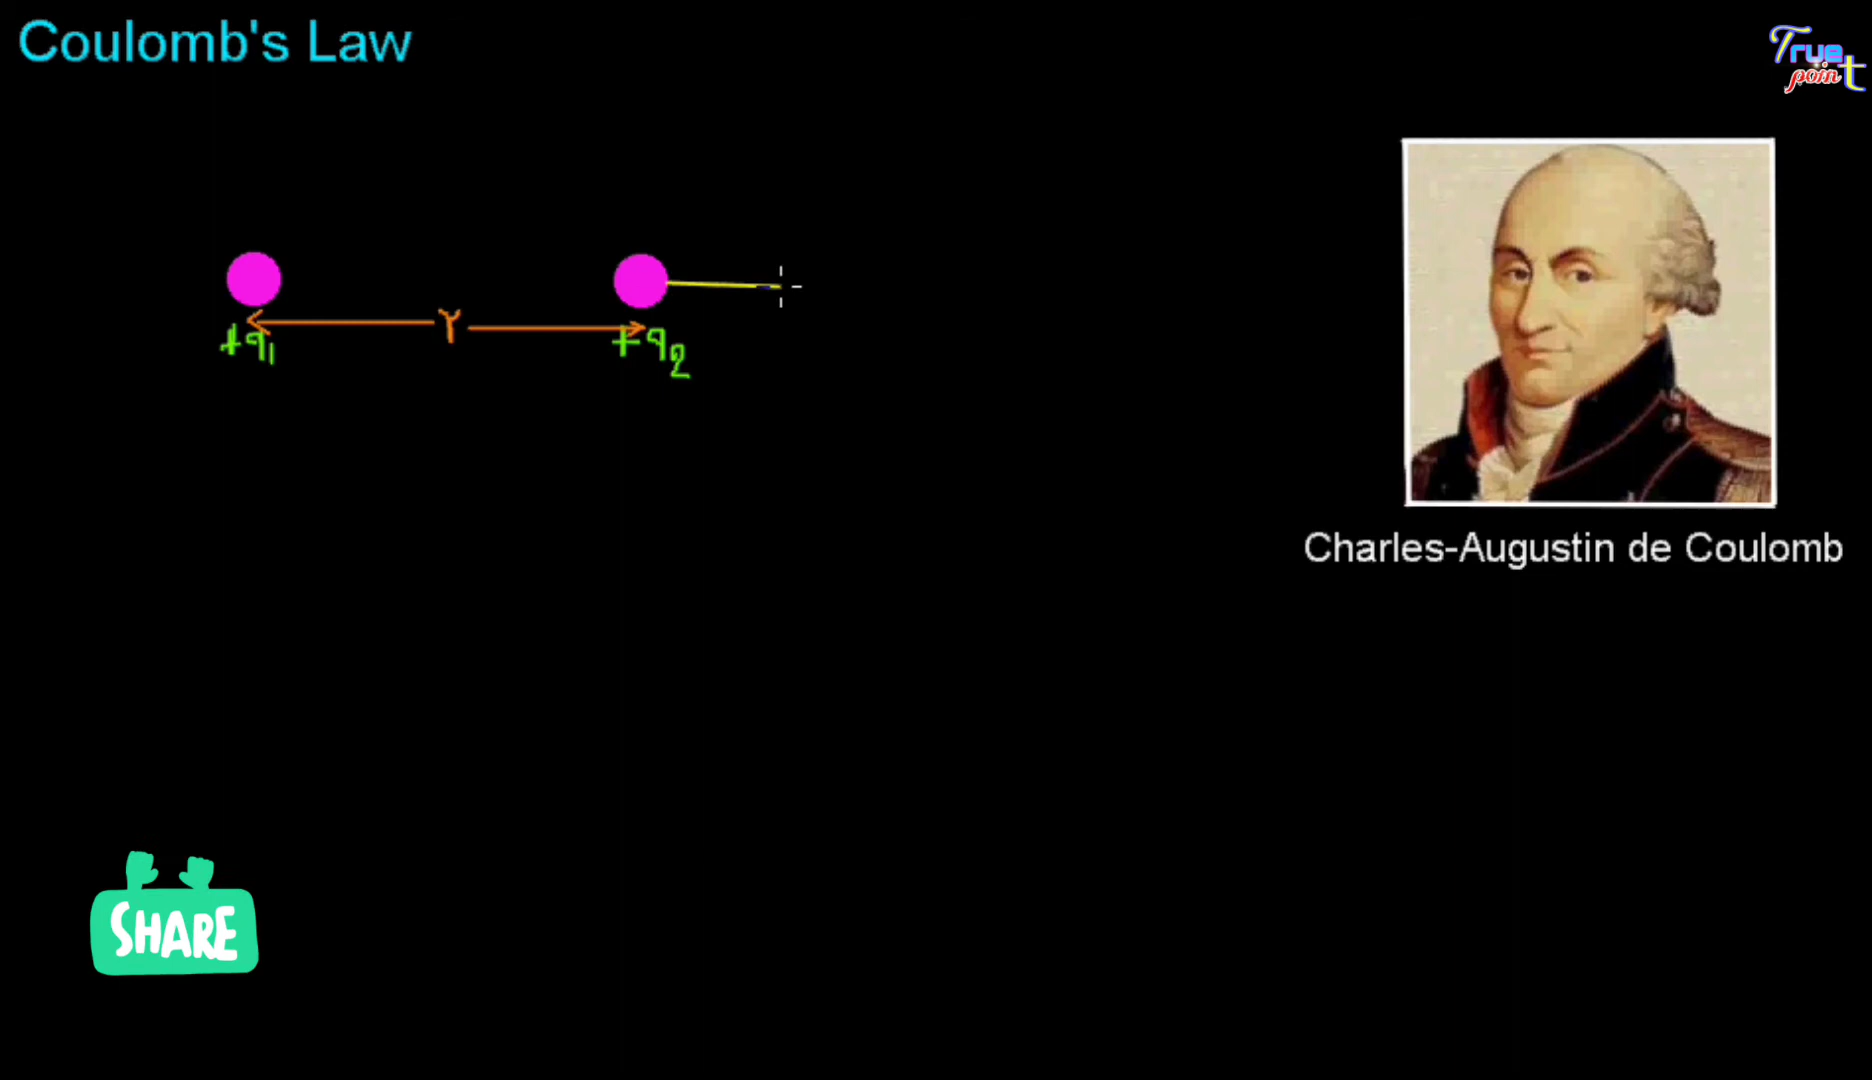 Coulomb's Law
True
point
r
+q1
+q2
Charles-Augustin de Coulomb
SHARE